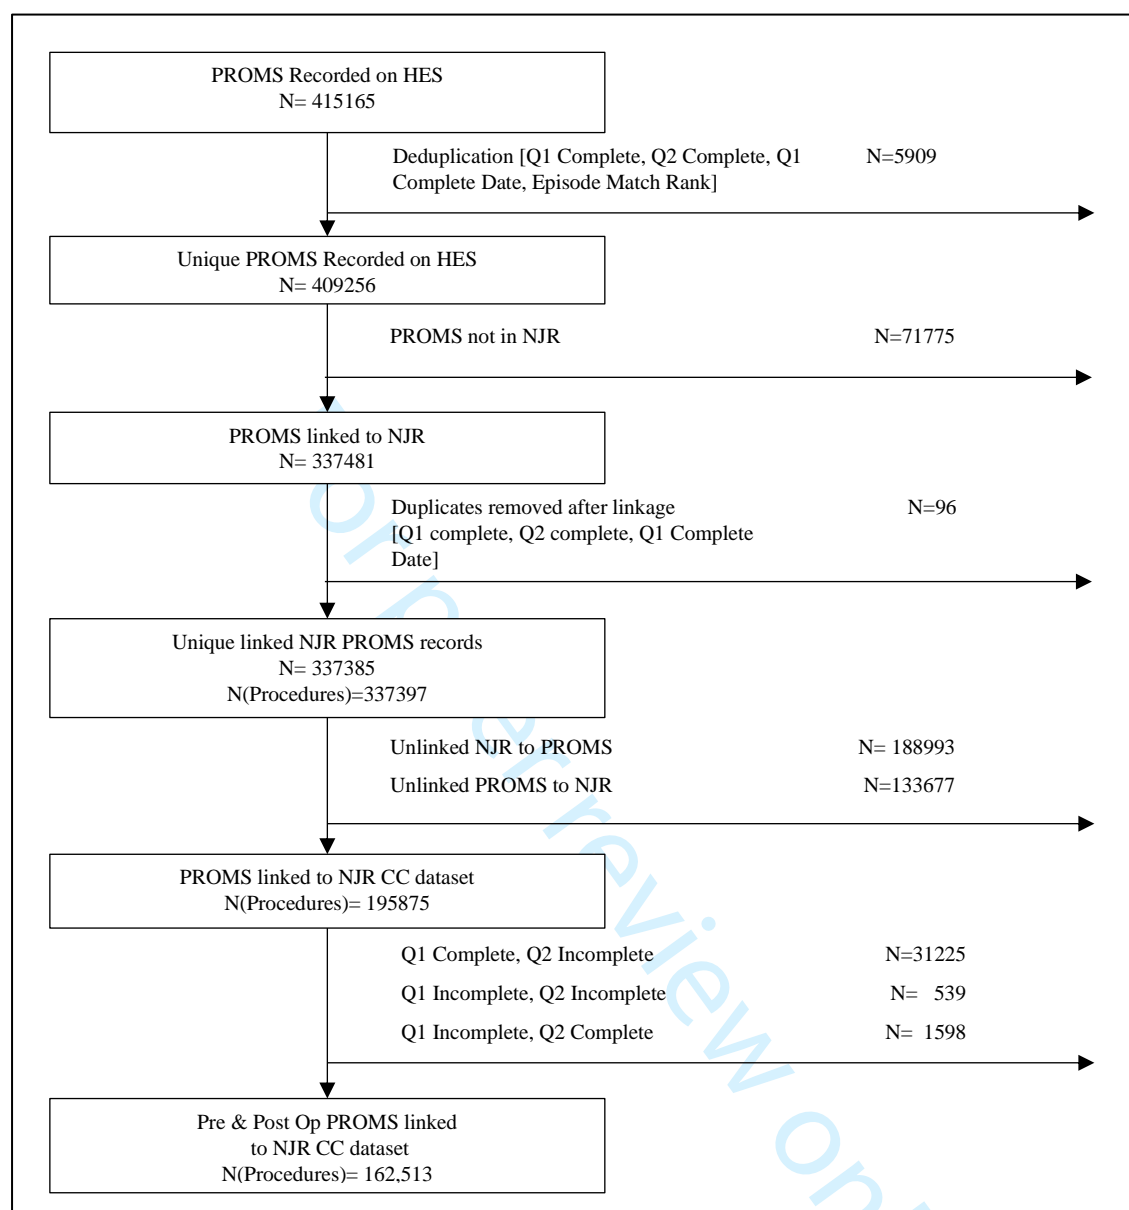 PROMS Recorded on HES
N= 415165
Deduplication [Q1 Complete, Q2 Complete, Q1 N=5909
Complete Date, Episode Match Rank]
Unique PROMS Recorded on HES
N= 409256
PROMS not in NJR N=71775
PROMS linked to NJR
N= 337481
Duplicates removed after linkage N=96
[Q1 complete, Q2 complete, Q1 Complete
Date]
Unique linked NJR PROMS records
N= 337385
N(Procedures)=337397
Unlinked NJR to PROMS N= 188993
Unlinked PROMS to NJR N=133677
PROMS linked to NJR CC dataset
N(Procedures)= 195875
Q1 Complete, Q2 Incomplete N=31225
Q1 Incomplete, Q2 Incomplete N= 539
Q1 Incomplete, Q2 Complete N= 1598
Pre & Post Op PROMS linked
to NJR CC dataset
N(Procedures)= 162,513
review